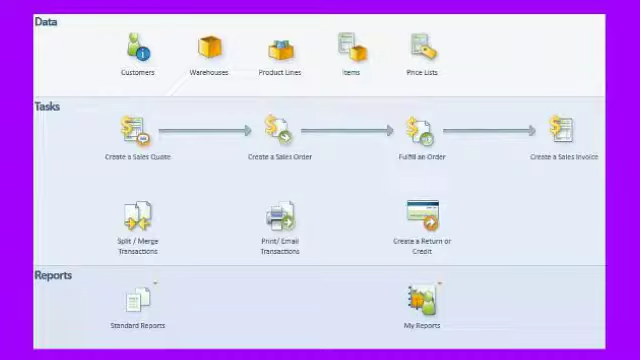 Data
Customers
Warehouses
Product Lines
Items
Price Lists
Tasks
Create a Sales Quote
Create a Sales Order
Fulfill an Order
Create a Sales Invoice
Split / Merge
Transactions
Print/ Email
Transactions
Create a Return or
Credit
Reports
Standard Reports
My Reports